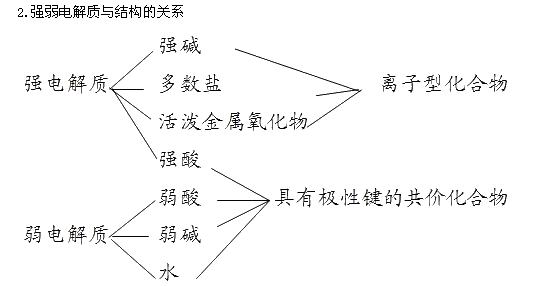 2.强弱电解质与结构的关系
强碱
强电解质 多数盐 离子型化合物
活泼金属氧化物
强酸
弱酸 具有极性键的共价化合物
弱电解质 弱碱
水